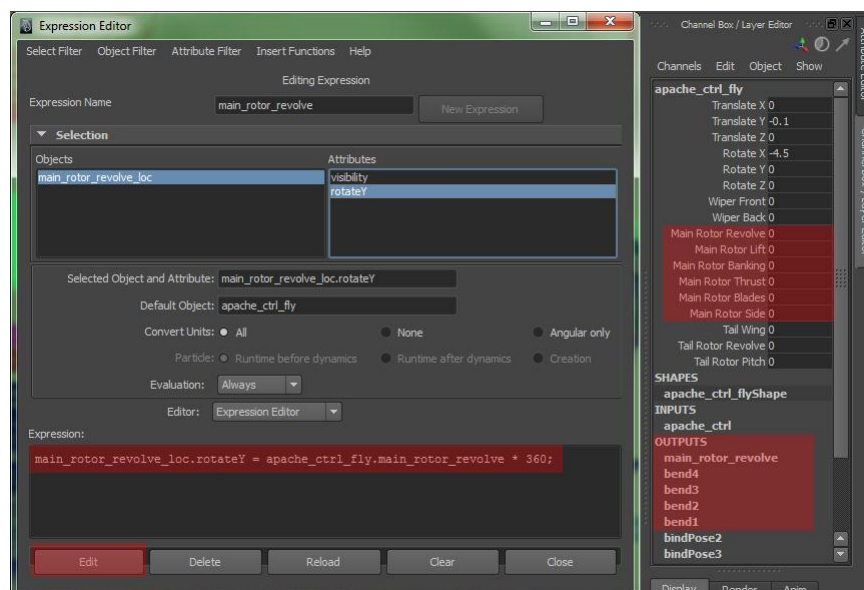 Expression Editor
Select Filter Object Filter Attribute Filter Insert Functions Help
Editing Expression
Expression Name main_rotor_revolve New Expression
Selection
Objects Attributes
main_rotor_revolve_loc visibility
rotateY
Selected Object and Attribute: main_rotor_revolve_loc.rotateY
Default Object: apache_ctrl_fly
Convert Units: All None Angular only
Particle: Runtime before dynamics Runtime after dynamics Creation
Evaluation: Always
Editor: Expression Editor
Expression:
main_rotor_revolve_loc.rotateY = apache_ctrl_fly.main_rotor_revolve * 360;
Edit Delete Reload Clear Close
Channel Box / Layer Editor
Channels Edit Object Show
apache_ctrl_fly
Translate X 0
Translate Y -0.1
Translate Z 0
Rotate X -4.5
Rotate Y 0
Rotate Z 0
Wiper Front 0
Wiper Back 0
Main Rotor Revolve 0
Main Rotor Lift 0
Main Rotor Banking 0
Main Rotor Thrust 0
Main Rotor Blades 0
Main Rotor Side 0
Tail Wing 0
Tail Rotor Revolve 0
Tail Rotor Pitch 0
SHAPES
apache_ctrl_flyShape
INPUTS
apache_ctrl
OUTPUTS
main_rotor_revolve
bend4
bend3
bend2
bend1
bindPose2
bindPose3
Display Render Anim